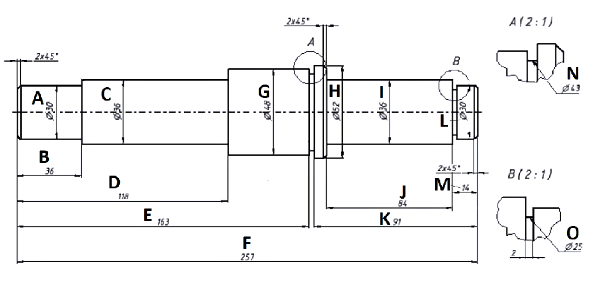 2x45°
A
A(2:1)
2x45°
B
A
C
G
H
I
N
Ø30
Ø36
Ø48
Ø52
Ø36
L
Ø30
Ø43
B
36
2x45°
M
14
B(2:1)
D
118
J
84
E
163
K
91
O
Ø25
F
257
2